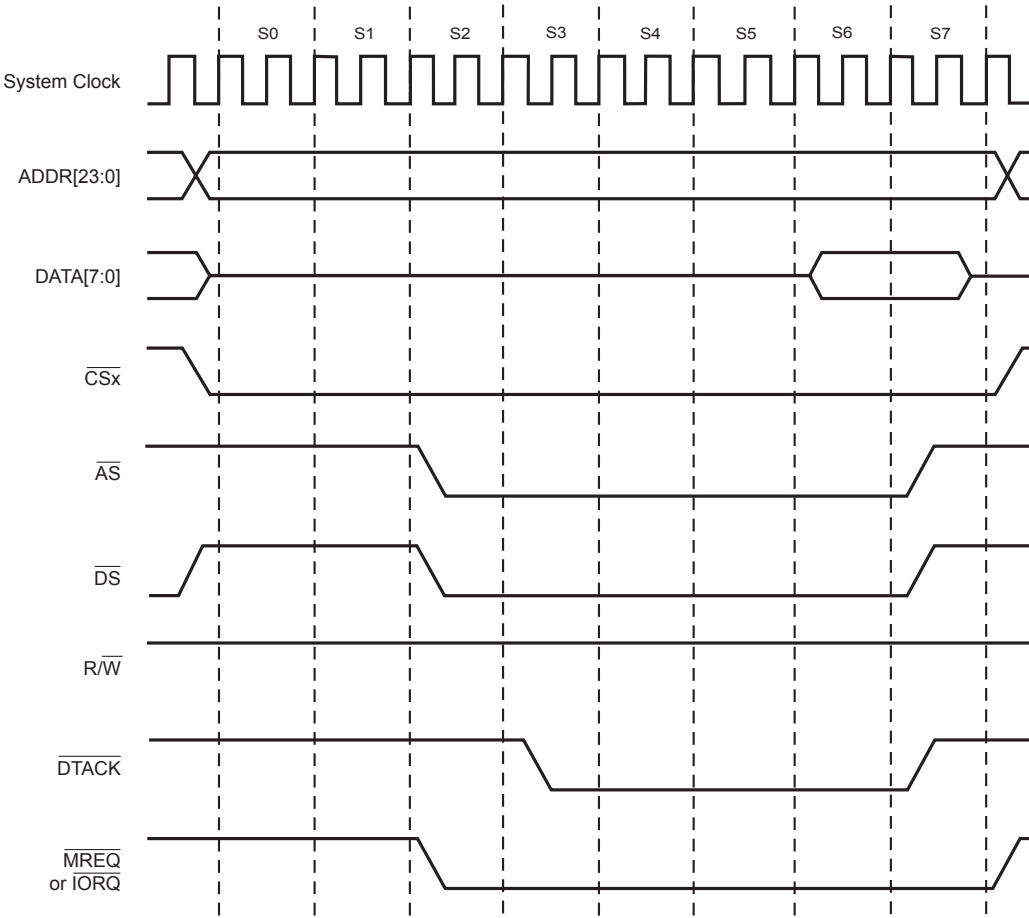 S0 S1 S2 S3 S4 S5 S6 S7
System Clock
ADDR[23:0]
DATA[7:0]
CSx
AS
DS
R/W
DTACK
MREQ
or IORQ